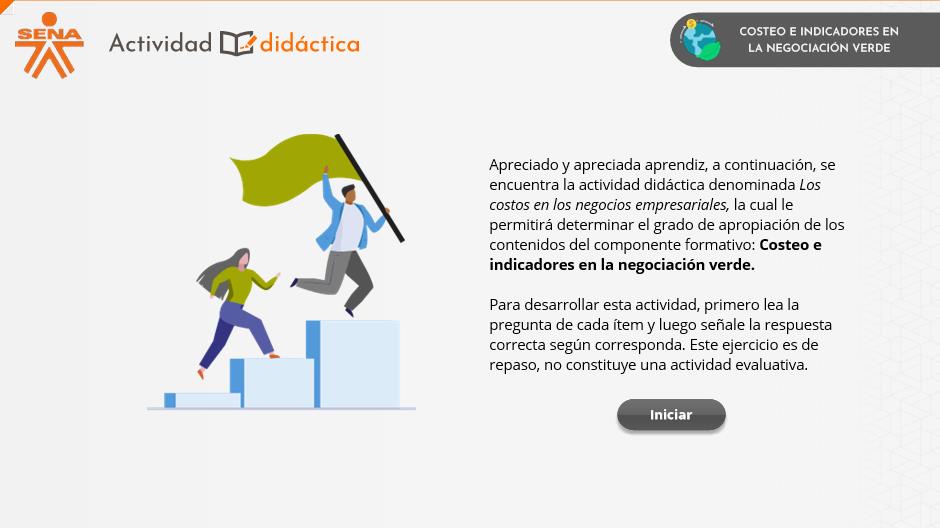 SENA
Actividad didáctica
COSTEO E INDICADORES EN
LA NEGOCIACIÓN VERDE
Apreciado y apreciada aprendiz, a continuación, se
encuentra la actividad didáctica denominada Los
costos en los negocios empresariales, la cual le
permitirá determinar el grado de apropiación de los
contenidos del componente formativo: Costeo e
indicadores en la negociación verde.
Para desarrollar esta actividad, primero lea la
pregunta de cada ítem y luego señale la respuesta
correcta según corresponda. Este ejercicio es de
repaso, no constituye una actividad evaluativa.
Iniciar